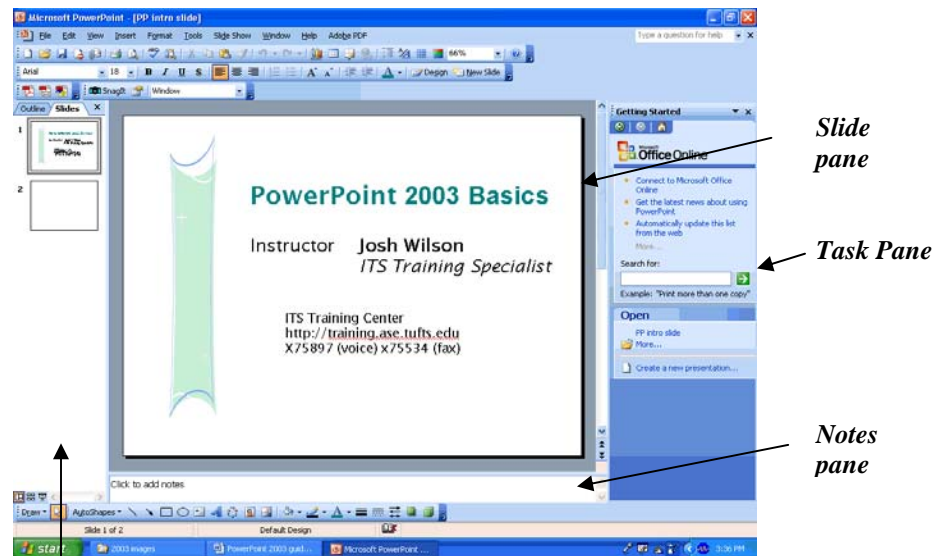 Microsoft PowerPoint - [PP intro slide]
File Edit View Insert Format Tools Slide Show Window Help Adobe PDF
Type a question for help
66%
Arial 18 B I U S Design New Slide
SnagIt Window
Outline Slides
Getting Started
1
2
Microsoft
Office Online
Connect to Microsoft Office
Online
Get the latest news about using
PowerPoint
Automatically update this list
from the web
More...
Search for:
Example: "Print more than one copy"
Open
PP intro slide
More...
Create a new presentation...
PowerPoint 2003 Basics
Instructor Josh Wilson
ITS Training Specialist
ITS Training Center
http://training.ase.tufts.edu
X75897 (voice) x75534 (fax)
Slide
pane
Task Pane
Notes
pane
Click to add notes
Draw AutoShapes
Slide 1 of 2 Default Design
start 2003 images PowerPoint 2003 guid... Microsoft PowerPoint ... 3:36 PM